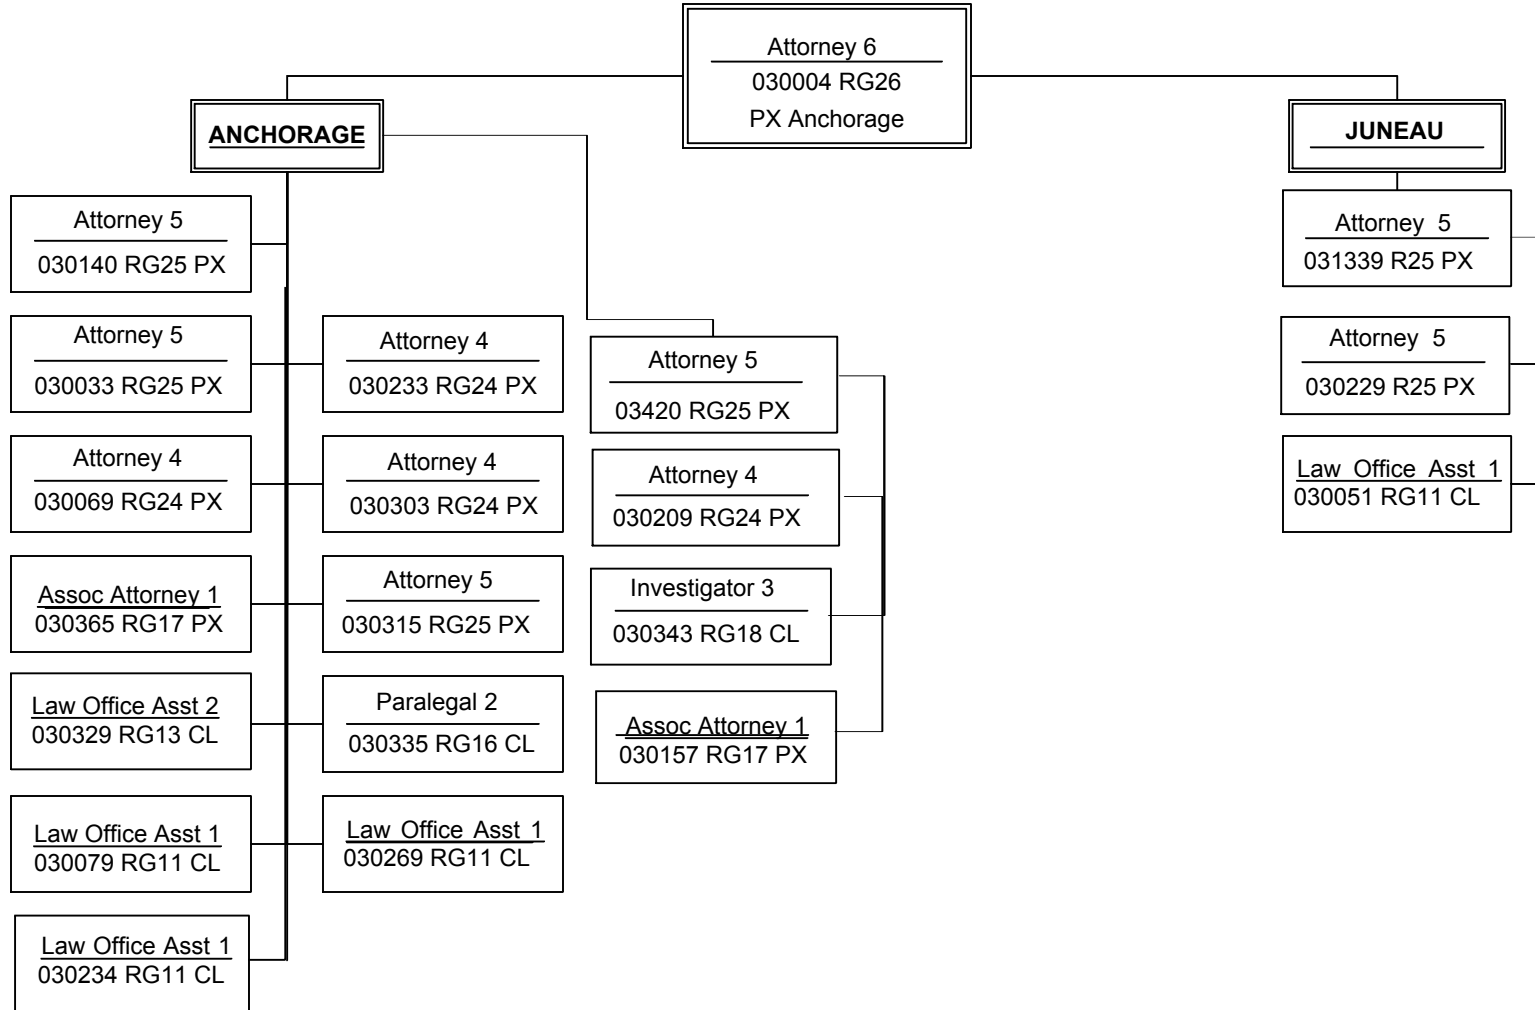 Attorney 6
030004 RG26
PX Anchorage
ANCHORAGE
Attorney 5
030140 RG25 PX
Attorney 5
030033 RG25 PX
Attorney 4
030069 RG24 PX
Assoc Attorney 1
030365 RG17 PX
Law Office Asst 2
030329 RG13 CL
Law Office Asst 1
030079 RG11 CL
Law Office Asst 1
030234 RG11 CL
Attorney 4
030233 RG24 PX
Attorney 4
030303 RG24 PX
Attorney 5
030315 RG25 PX
Paralegal 2
030335 RG16 CL
Law Office Asst 1
030269 RG11 CL
Attorney 5
03420 RG25 PX
Attorney 4
030209 RG24 PX
Investigator 3
030343 RG18 CL
Assoc Attorney 1
030157 RG17 PX
JUNEAU
Attorney 5
031339 R25 PX
Attorney 5
030229 R25 PX
Law Office Asst 1
030051 RG11 CL